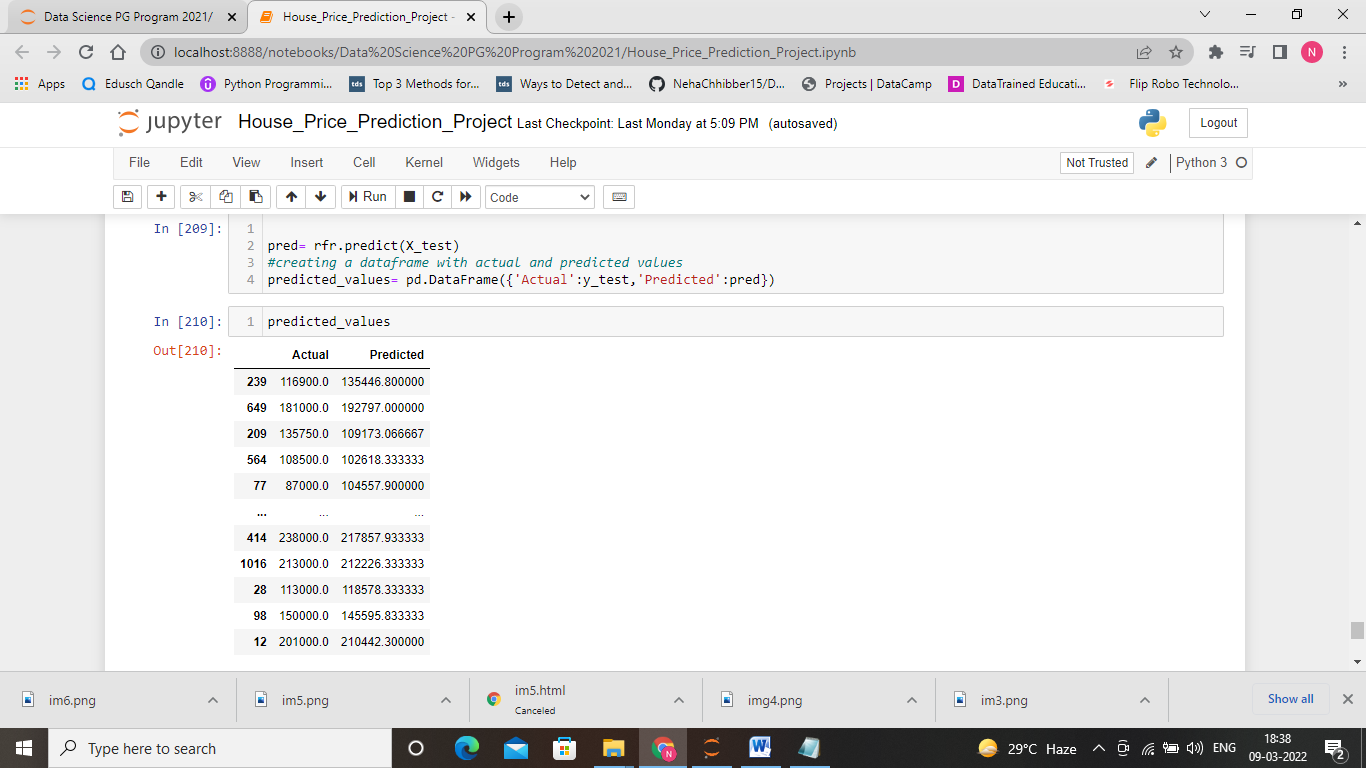 Data Science PG Program 2021/
House_Price_Prediction_Project -
localhost:8888/notebooks/Data%20Science%20PG%20Program%202021/House_Price_Prediction_Project.ipynb
N
Apps Edusch Qandle Python Programmi... tds Top 3 Methods for... tds Ways to Detect and... NehaChhibber15/D... Projects | DataCamp D DataTrained Educati... Flip Robo Technolo... »
jupyter House_Price_Prediction_Project Last Checkpoint: Last Monday at 5:09 PM (autosaved) Logout
File Edit View Insert Cell Kernel Widgets Help Not Trusted Python 3
Run Code
In [209]: 1
2 pred= rfr.predict(X_test)
3 #creating a dataframe with actual and predicted values
4 predicted_values= pd.DataFrame({'Actual':y_test,'Predicted':pred})
In [210]: 1 predicted_values
Out[210]:
Actual Predicted
239 116900.0 135446.800000
649 181000.0 192797.000000
209 135750.0 109173.066667
564 108500.0 102618.333333
77 87000.0 104557.900000
... ... ...
414 238000.0 217857.933333
1016 213000.0 212226.333333
28 113000.0 118578.333333
98 150000.0 145595.833333
12 201000.0 210442.300000
im6.png im5.png im5.html img4.png im3.png Show all
Canceled
Type here to search
N
W
29°C Haze
ENG
18:38
09-03-2022
2